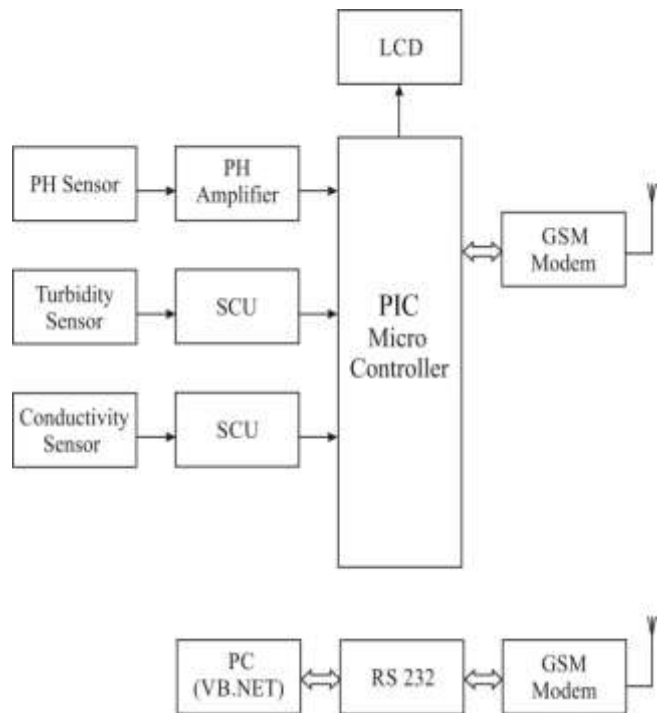 LCD
PH Sensor
PH
Amplifier
GSM
Modem
Turbidity
Sensor
SCU
PIC
Micro
Controller
Conductivity
Sensor
SCU
PC
(VB.NET)
RS 232
GSM
Modem